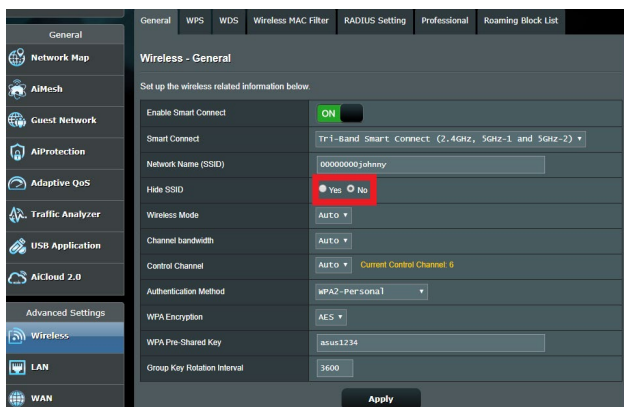 General WPS WDS Wireless MAC Filter RADIUS Setting Professional Roaming Block List
General
Network Map
AiMesh
Guest Network
AiProtection
Adaptive QoS
Traffic Analyzer
USB Application
AiCloud 2.0
Advanced Settings
Wireless
LAN
WAN
Wireless - General
Set up the wireless related information below.
Enable Smart Connect ON
Smart Connect Tri-Band Smart Connect (2.4GHz, 5GHz-1 and 5GHz-2)
Network Name (SSID) 00000000johnny
Hide SSID Yes No
Wireless Mode Auto
Channel bandwidth Auto
Control Channel Auto Current Control Channel: 6
Authentication Method WPA2-Personal
WPA Encryption AES
WPA Pre-Shared Key asus1234
Group Key Rotation Interval 3600
Apply